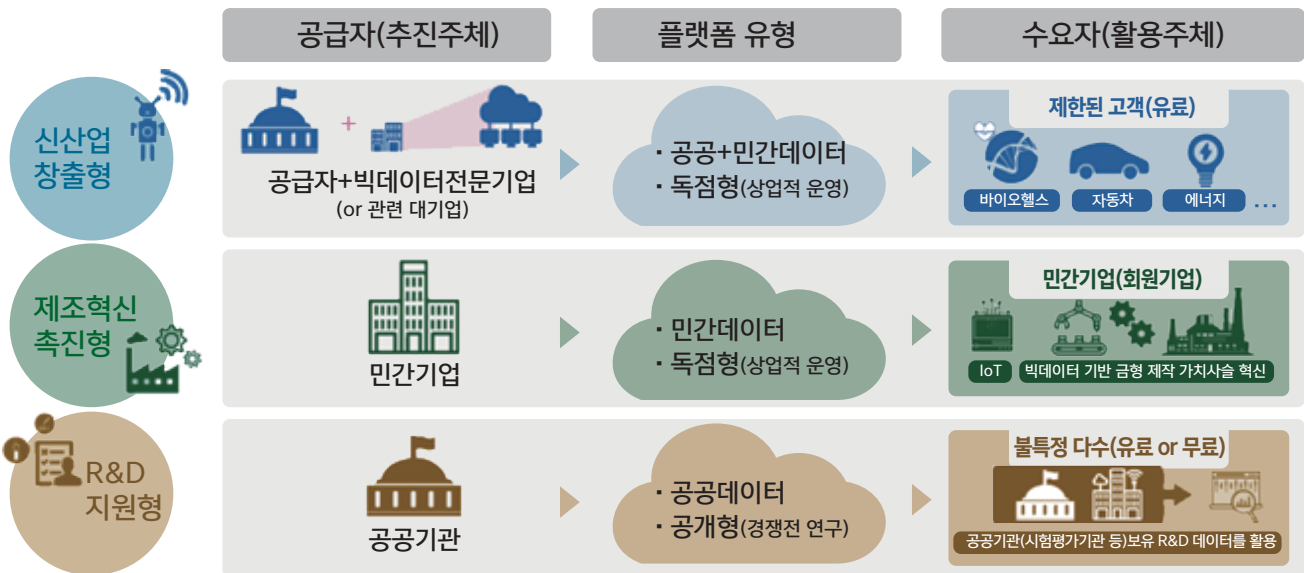 공급자(추진주체)
플랫폼 유형
수요자(활용주체)
신산업
창출형
+
공급자+빅데이터전문기업
(or 관련 대기업)
· 공공+민간데이터
· 독점형(상업적 운영)
제한된 고객(유료)
바이오헬스
자동차
에너지
...
제조혁신
촉진형
민간기업
· 민간데이터
· 독점형(상업적 운영)
민간기업(회원기업)
IoT
빅데이터 기반 금형 제작 가치사슬 혁신
R&D
지원형
공공기관
· 공공데이터
· 공개형(경쟁전 연구)
불특정 다수(유료 or 무료)
공공기관(시험평가기관 등)보유 R&D 데이터를 활용